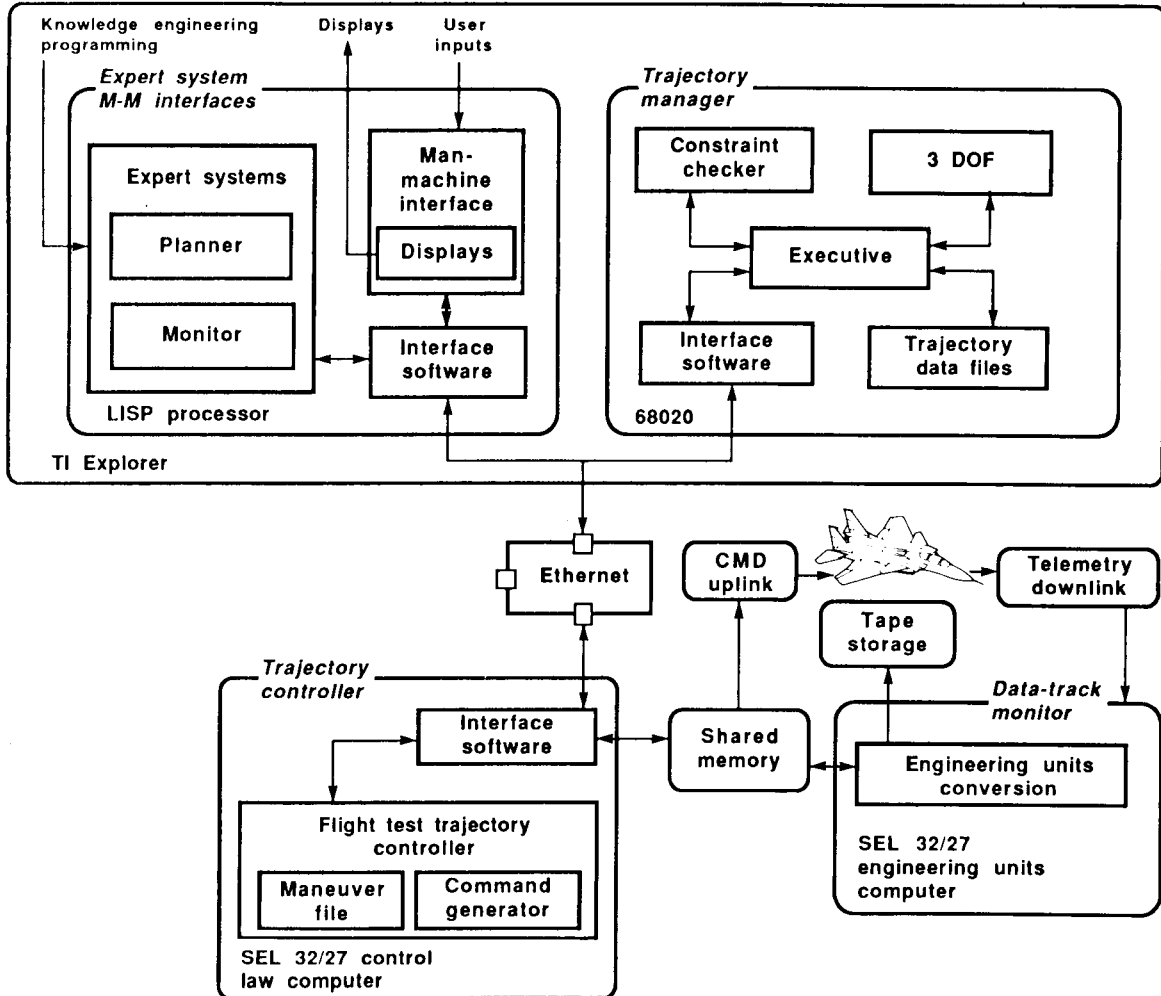 Knowledge engineering
programming
Displays
User
inputs
Expert system
M-M interfaces
Expert systems
Planner
Monitor
LISP processor
Man-
machine
interface
Displays
Interface
software
TI Explorer
Trajectory
manager
Constraint
checker
3 DOF
Executive
Interface
software
Trajectory
data files
68020
Ethernet
CMD
uplink
Telemetry
downlink
Tape
storage
Trajectory
controller
Interface
software
Shared
memory
Data-track
monitor
Engineering units
conversion
SEL 32/27
engineering units
computer
Flight test trajectory
controller
Maneuver
file
Command
generator
SEL 32/27 control
law computer